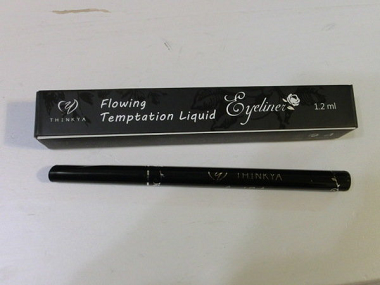 THINKYA
Flowing
Temptation Liquid
Eyeliner
1.2 ml
THINKYA